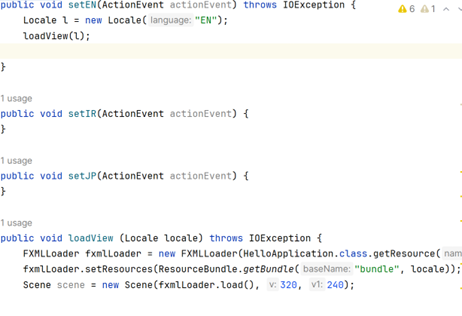 public void setEN(ActionEvent actionEvent) throws IOException {
6 1
Locale l = new Locale( language: "EN");
loadView(l);
}
1 usage
public void setIR(ActionEvent actionEvent) {
}
1 usage
public void setJP(ActionEvent actionEvent) {
}
1 usage
public void loadView (Locale locale) throws IOException {
FXMLLoader fxmlLoader = new FXMLLoader(HelloApplication.class.getResource(
fxmlLoader.setResources(ResourceBundle.getBundle( baseName: "bundle", locale));
Scene scene = new Scene(fxmlLoader.load(), v: 320, v1: 240);